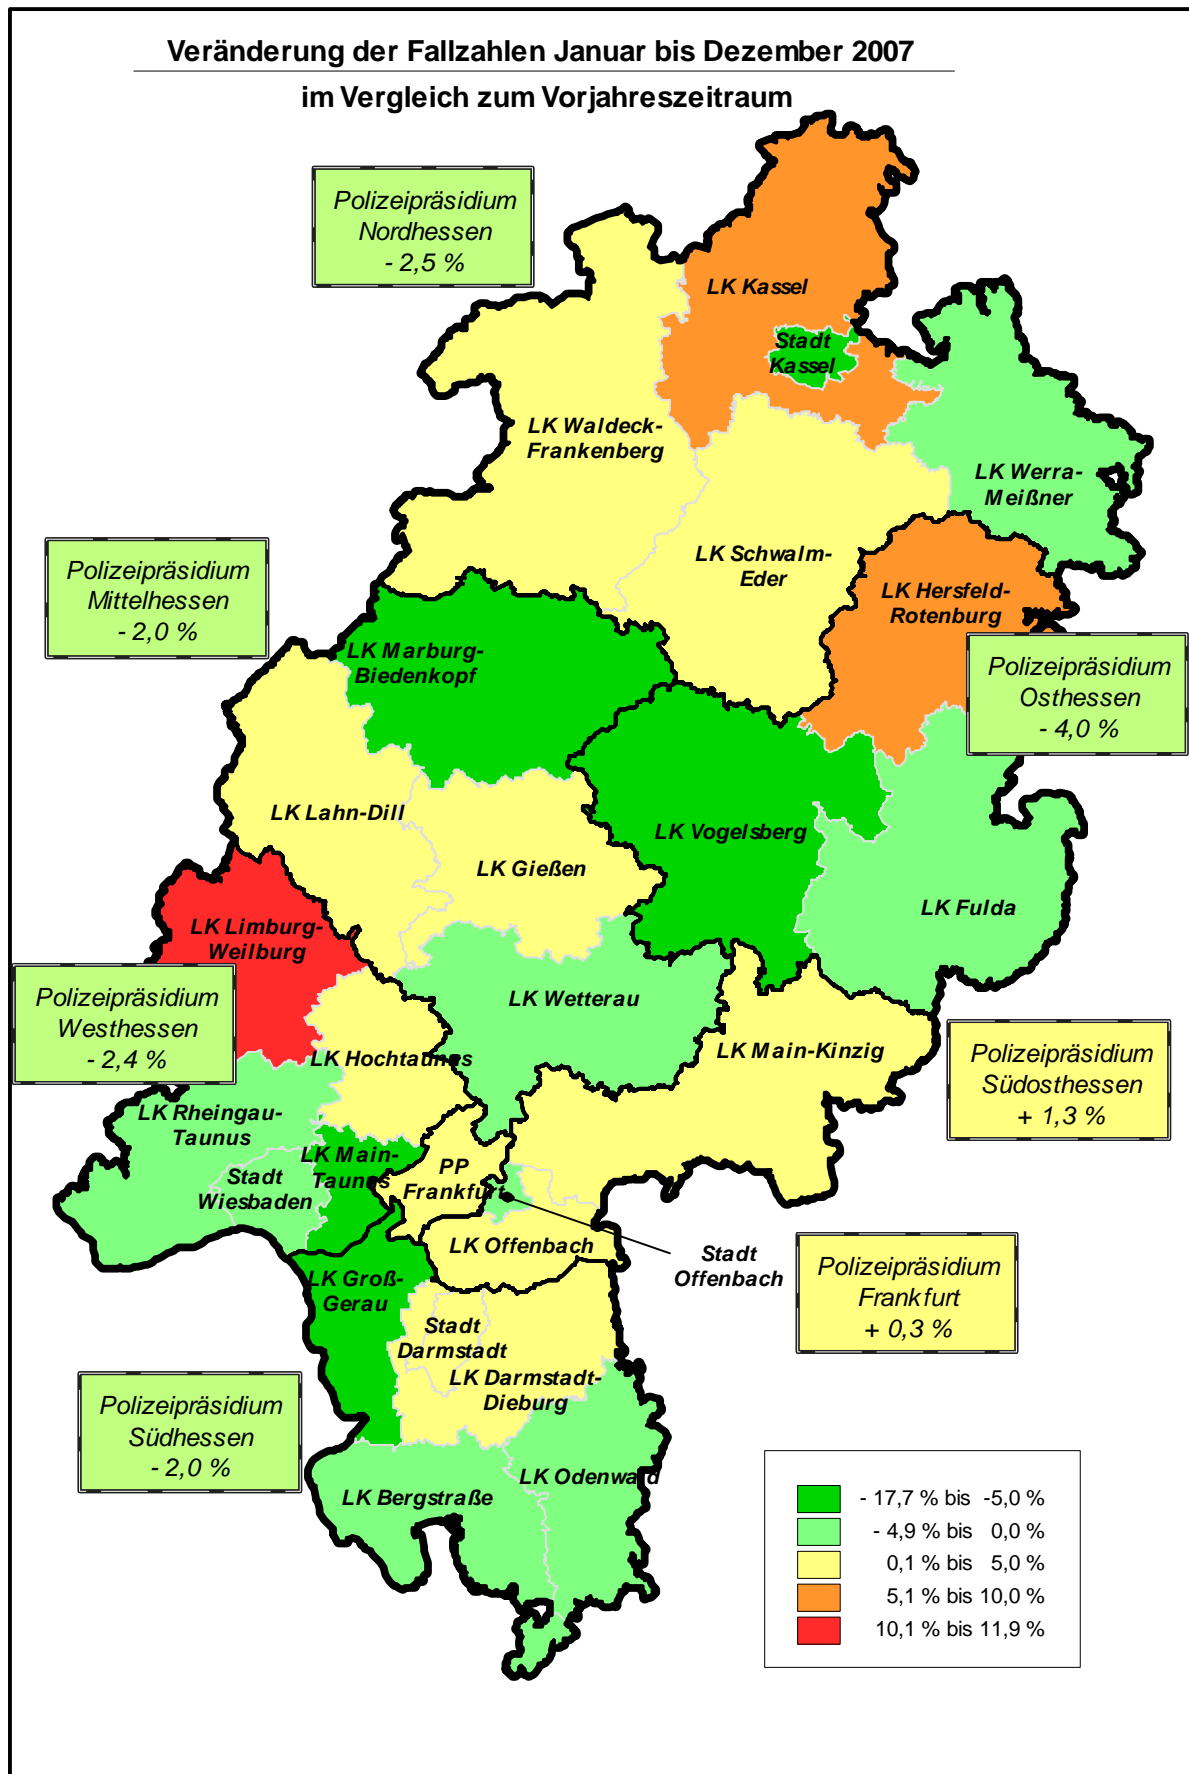 Veränderung der Fallzahlen Januar bis Dezember 2007
im Vergleich zum Vorjahreszeitraum
Polizeipräsidium
Nordhessen
- 2,5 %
LK Kassel
Stadt
Kassel
LK Waldeck-
Frankenberg
LK Werra-
Meißner
LK Schwalm-
Eder
Polizeipräsidium
Mittelhessen
- 2,0 %
LK Hersfeld-
Rotenburg
LK Marburg-
Biedenkopf
Polizeipräsidium
Osthessen
- 4,0 %
LK Lahn-Dill
LK Vogelsberg
LK Gießen
LK Fulda
LK Limburg-
Weilburg
Polizeipräsidium
Westhessen
- 2,4 %
LK Wetterau
LK Hochtaunus
LK Main-Kinzig
Polizeipräsidium
Südosthessen
+ 1,3 %
LK Rheingau-
Taunus
LK Main-
Taunus
Stadt
Wiesbaden
PP
Frankfurt
LK Offenbach
Stadt
Offenbach
Polizeipräsidium
Frankfurt
+ 0,3 %
LK Groß-
Gerau
Stadt
Darmstadt
LK Darmstadt-
Dieburg
Polizeipräsidium
Südhessen
- 2,0 %
LK Odenwald
LK Bergstraße
- 17,7 % bis -5,0 %
- 4,9 % bis 0,0 %
0,1 % bis 5,0 %
5,1 % bis 10,0 %
10,1 % bis 11,9 %